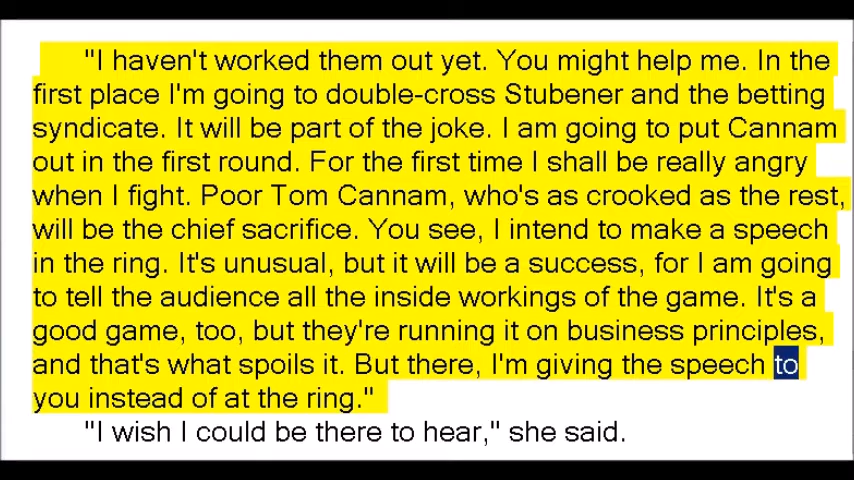 "I haven't worked them out yet. You might help me. In the
first place I'm going to double-cross Stubener and the betting
syndicate. It will be part of the joke. I am going to put Cannam
out in the first round. For the first time I shall be really angry
when I fight. Poor Tom Cannam, who's as crooked as the rest,
will be the chief sacrifice. You see, I intend to make a speech
in the ring. It's unusual, but it will be a success, for I am going
to tell the audience all the inside workings of the game. It's a
good game, too, but they're running it on business principles,
and that's what spoils it. But there, I'm giving the speech to
you instead of at the ring."
"I wish I could be there to hear," she said.